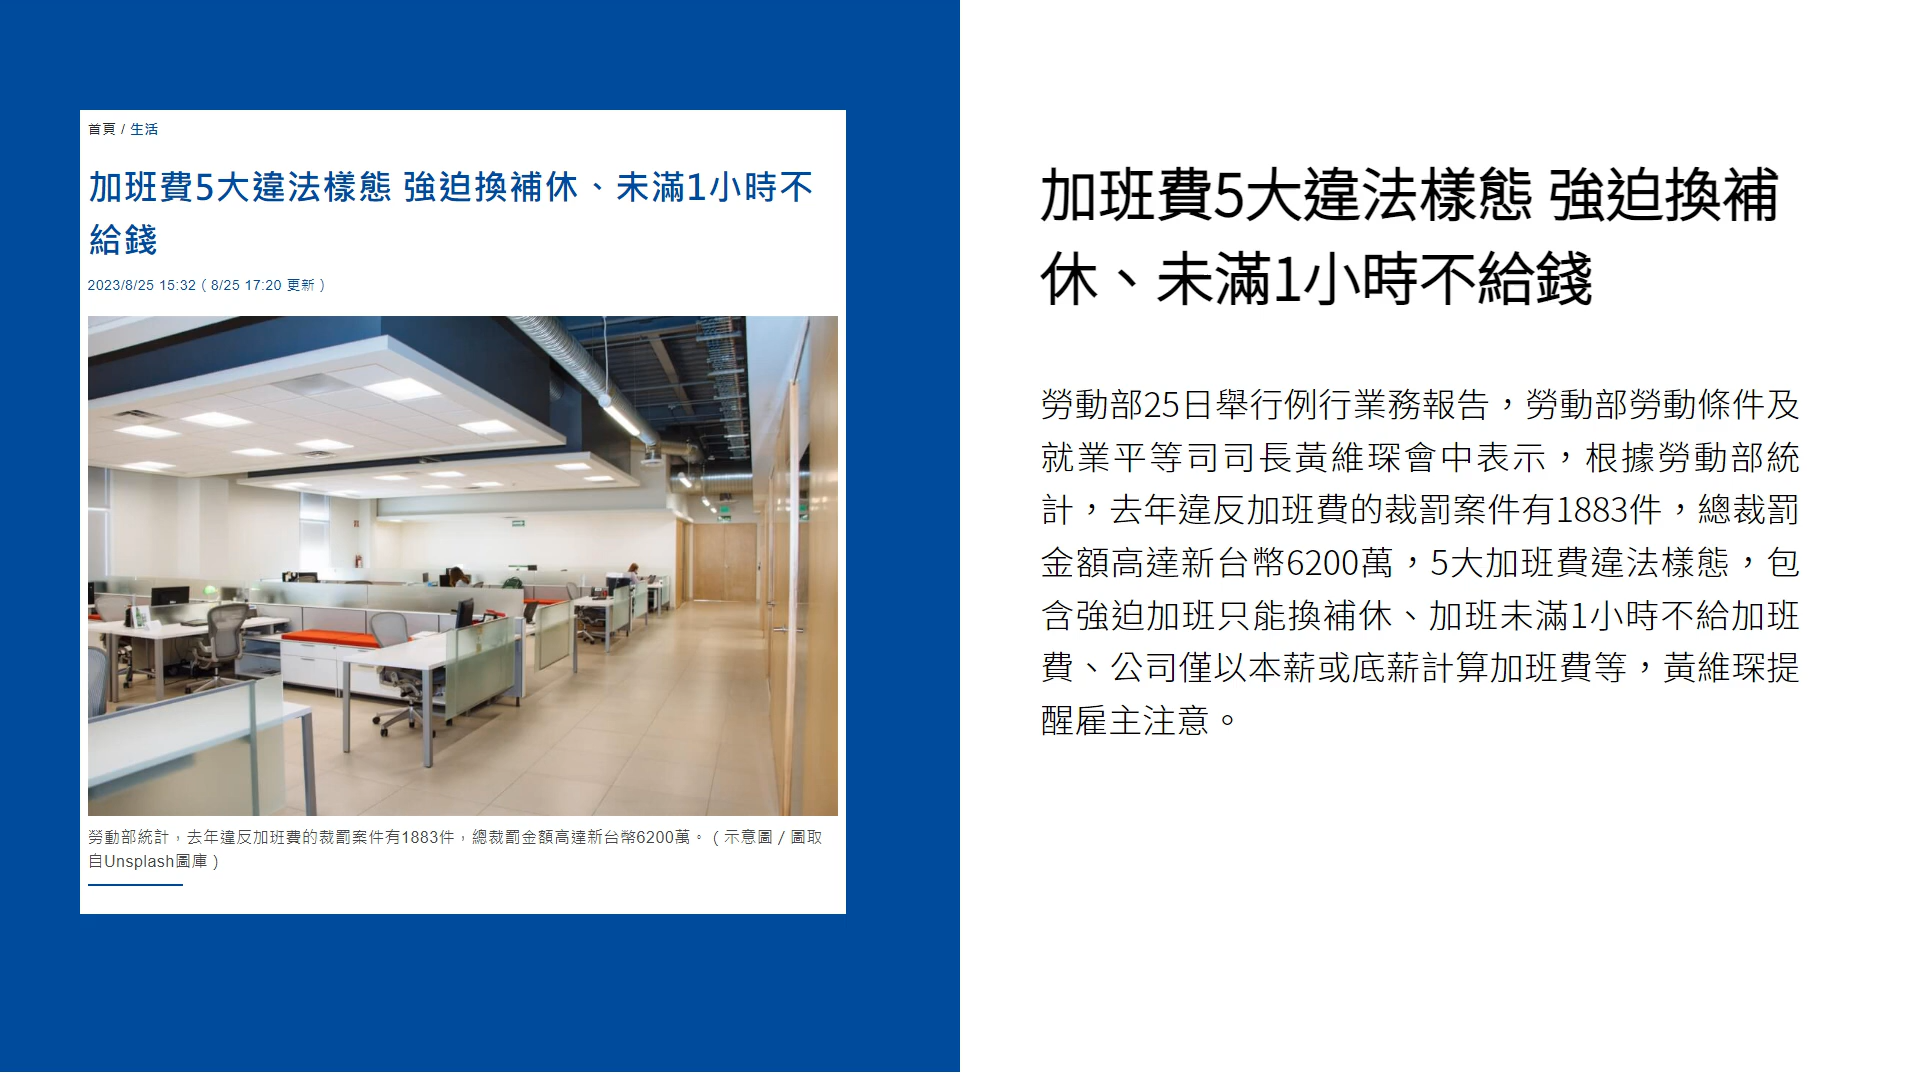 首頁 / 生活
加班費5大違法樣態 強迫換補休、未滿1小時不
給錢
2023/8/25 15:32（8/25 17:20 更新）
勞動部統計，去年違反加班費的裁罰案件有1883件，總裁罰金額高達新台幣6200萬。（示意圖／圖取
自Unsplash圖庫）
加班費5大違法樣態 強迫換補
休、未滿1小時不給錢
勞動部25日舉行例行業務報告，勞動部勞動條件及
就業平等司司長黃維琛會中表示，根據勞動部統
計，去年違反加班費的裁罰案件有1883件，總裁罰
金額高達新台幣6200萬，5大加班費違法樣態，包
含強迫加班只能換補休、加班未滿1小時不給加班
費、公司僅以本薪或底薪計算加班費等，黃維琛提
醒雇主注意。